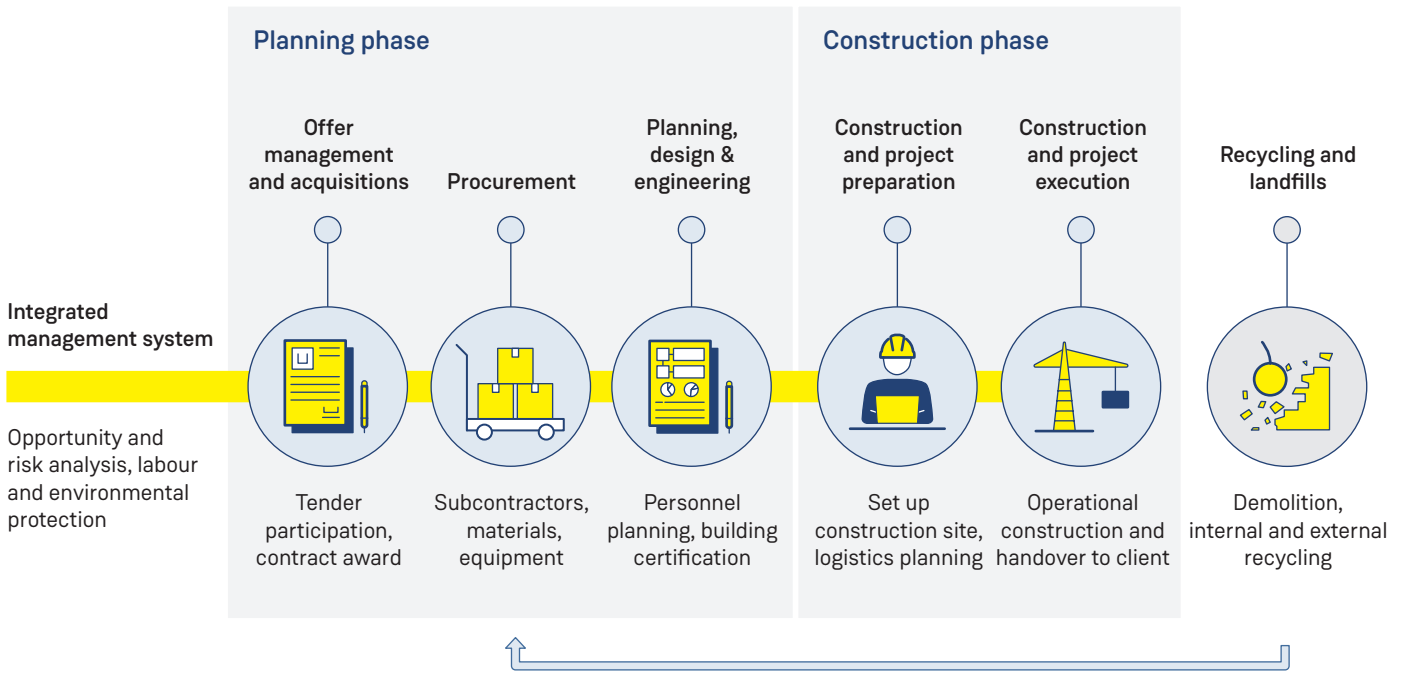 Planning phase
Construction phase
Offer
management
and acquisitions
Procurement
Planning,
design &
engineering
Construction
and project
preparation
Construction
and project
execution
Recycling and
landfills
Integrated
management system
Opportunity and
risk analysis, labour
and environmental
protection
Tender
participation,
contract award
Subcontractors,
materials,
equipment
Personnel
planning, building
certification
Set up
construction site,
logistics planning
Operational
construction and
handover to client
Demolition,
internal and external
recycling